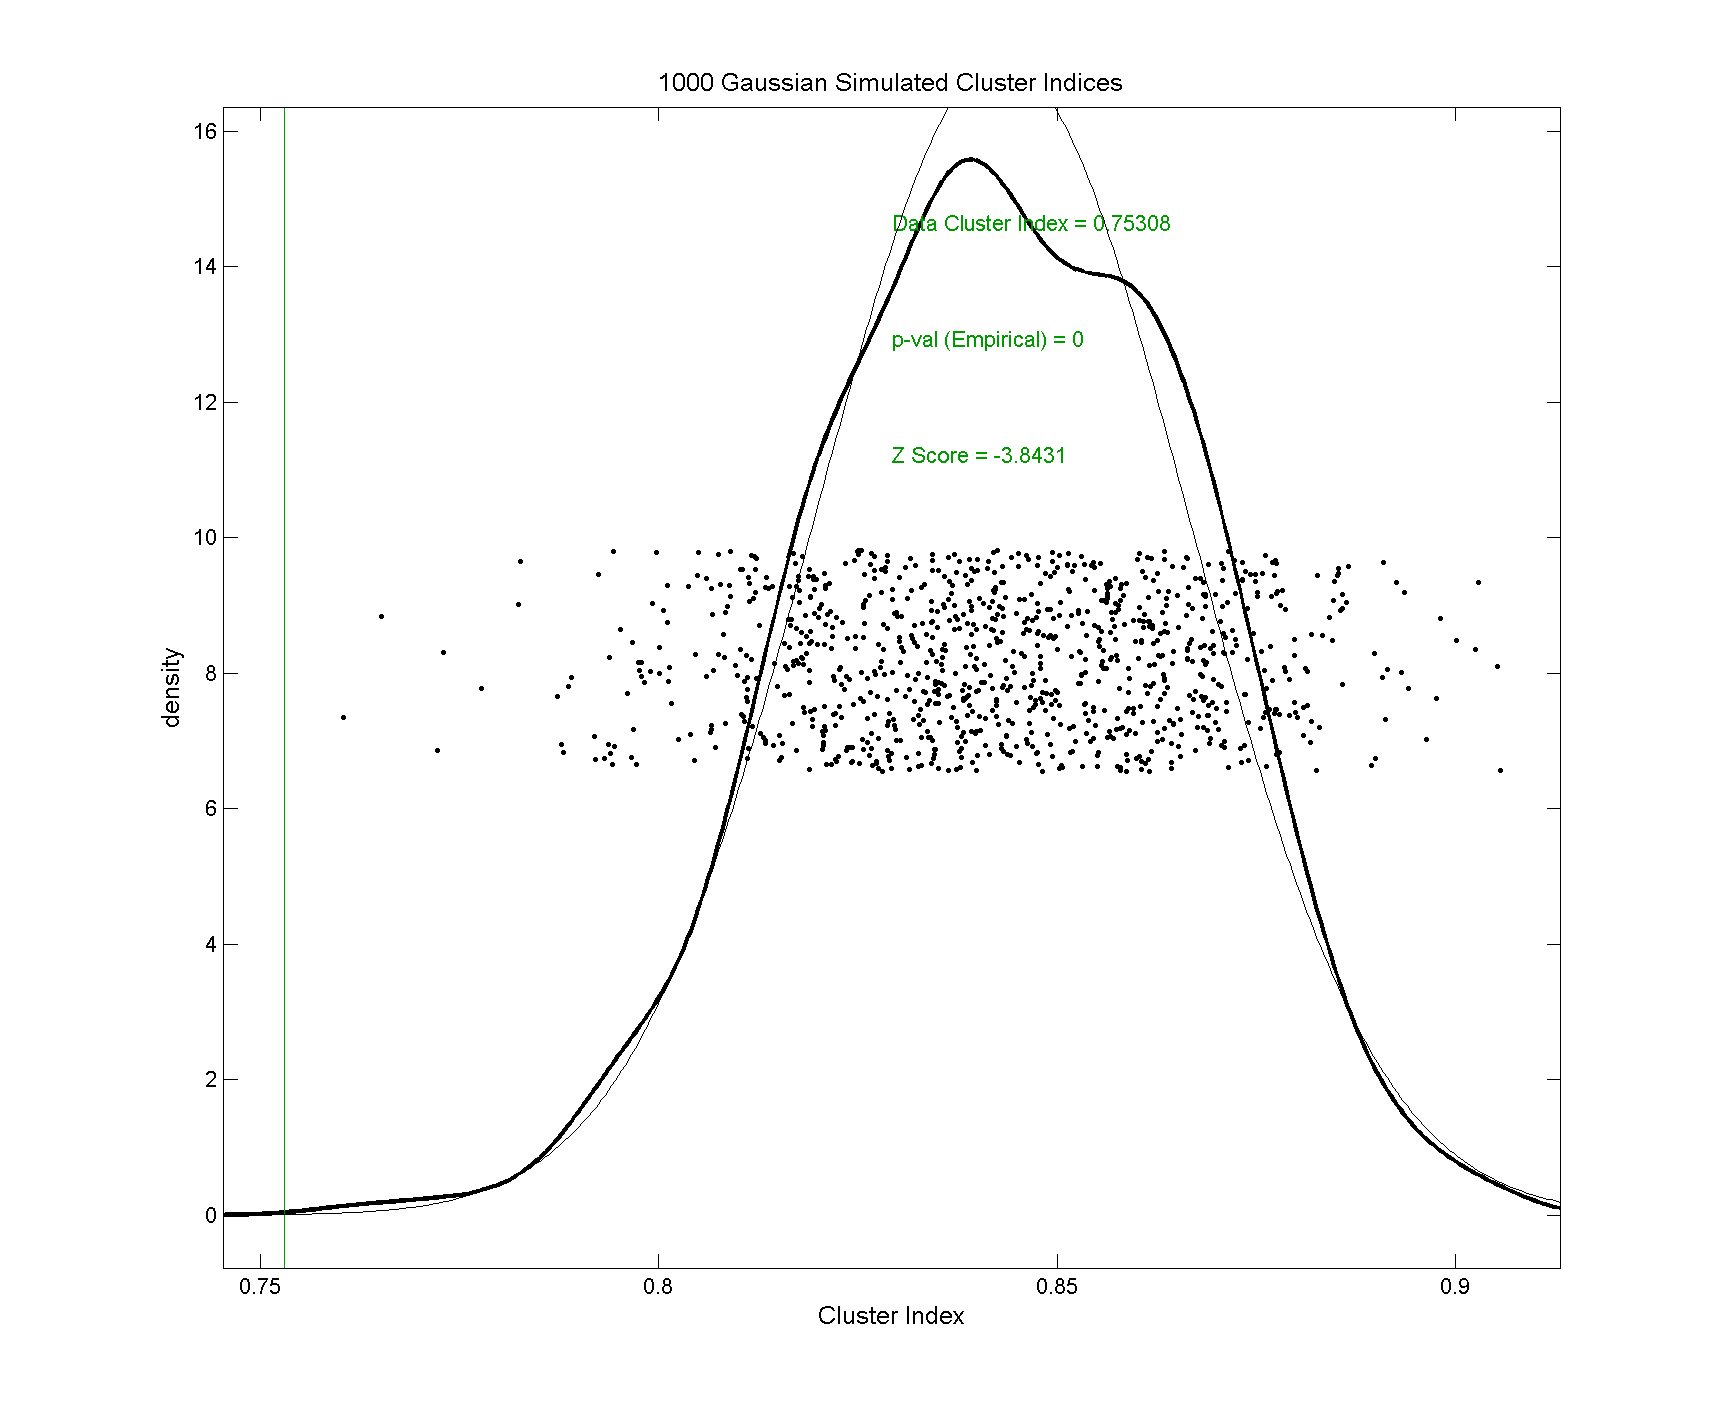 1000 Gaussian Simulated Cluster Indices
16
14
12
10
8
6
4
2
0
density
Data Cluster Index = 0.75308
p-val (Empirical) = 0
Z Score = -3.8431
0.75 0.8 0.85 0.9
Cluster Index